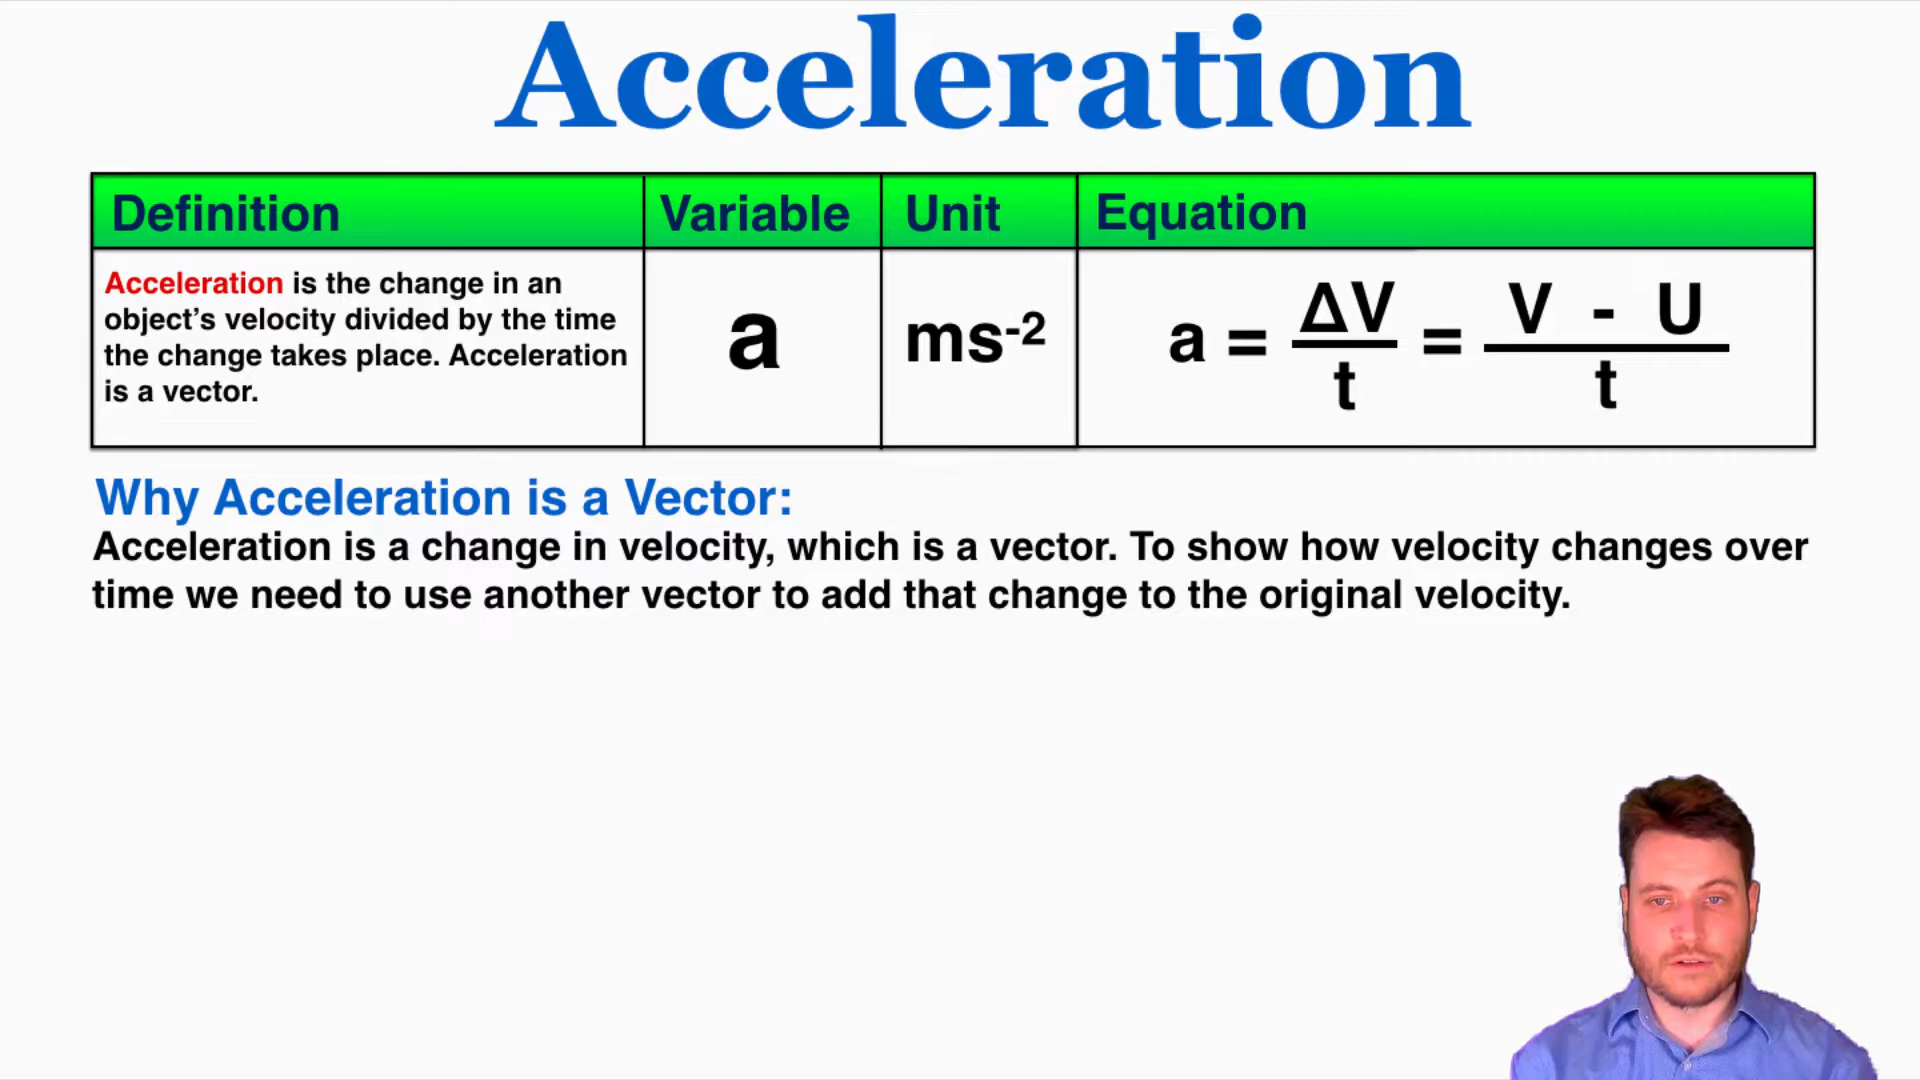 Acceleration
Definition Variable Unit Equation
Acceleration is the change in an
object’s velocity divided by the time
the change takes place. Acceleration
is a vector.
a
ms⁻²
a = ΔV/t = V - U/t
Why Acceleration is a Vector:
Acceleration is a change in velocity, which is a vector. To show how velocity changes over
time we need to use another vector to add that change to the original velocity.